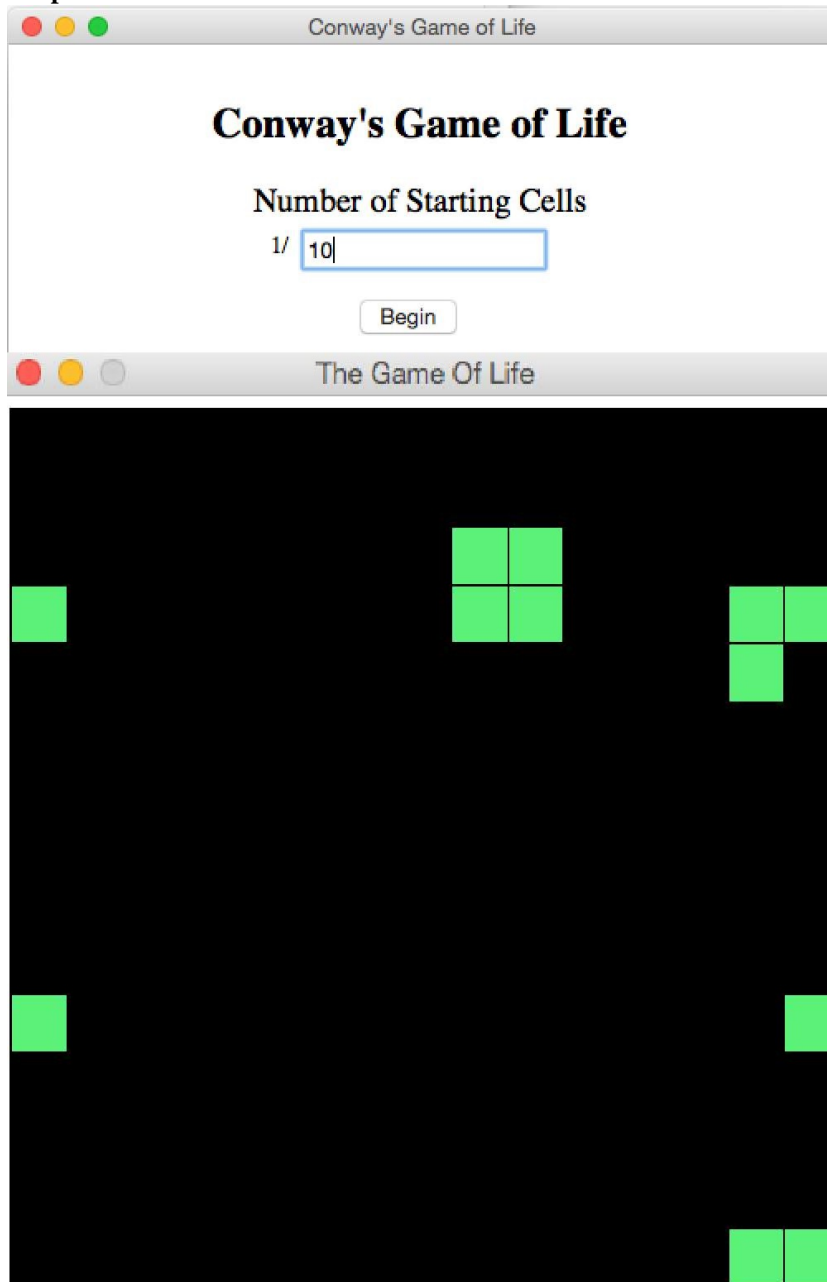 Conway's Game of Life
Conway's Game of Life
Number of Starting Cells
1/ 10
Begin
The Game Of Life